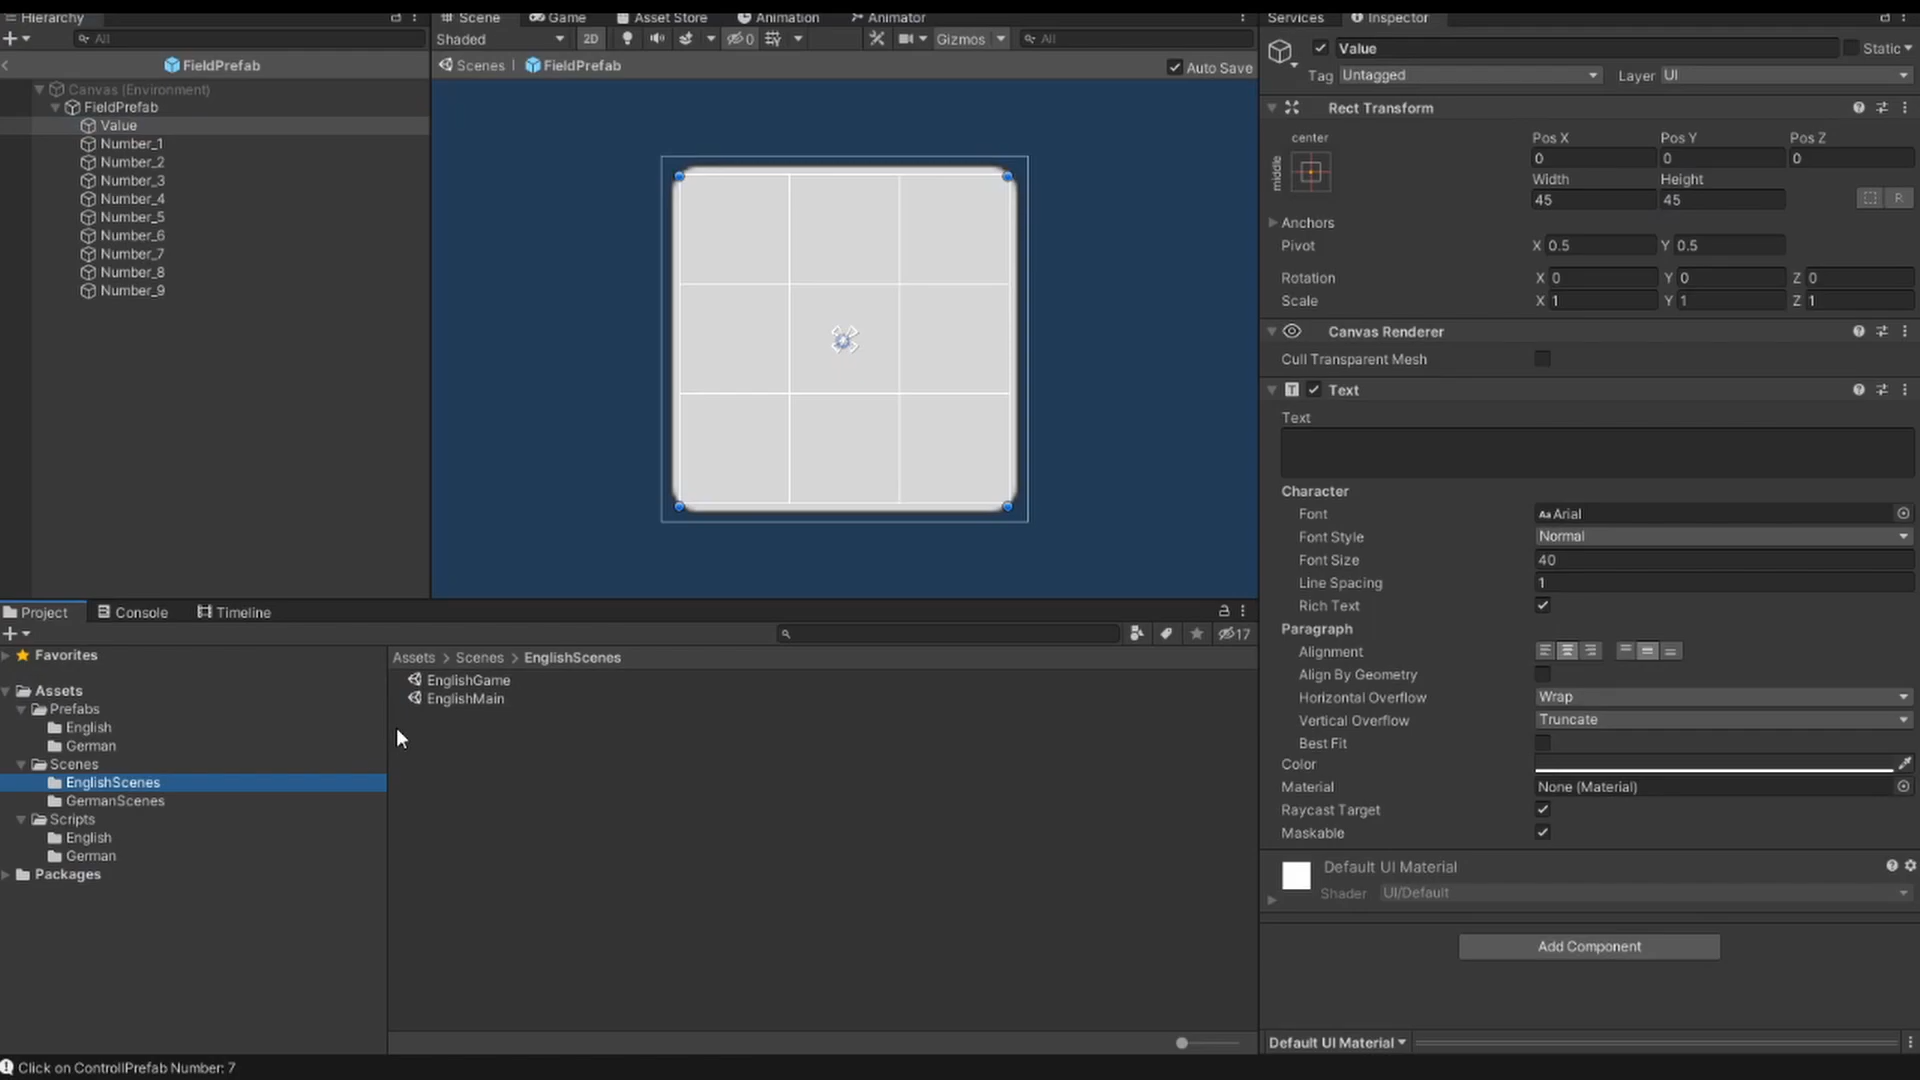 Hierarchy
All
FieldPrefab
Canvas (Environment)
FieldPrefab
Value
Number_1
Number_2
Number_3
Number_4
Number_5
Number_6
Number_7
Number_8
Number_9
Scene Game Asset Store Animation Animator
Shaded 2D 0 Gizmos All
Scenes FieldPrefab Auto Save
Project Console Timeline
17
Favorites
Assets
Prefabs
English
German
Scenes
EnglishScenes
GermanScenes
Scripts
English
German
Packages
Assets > Scenes > EnglishScenes
EnglishGame
EnglishMain
Click on ControllPrefab Number: 7
Services Inspector
Value Static
Tag Untagged Layer UI
Rect Transform
center
middle
Pos X Pos Y Pos Z
0 0 0
Width Height
45 45 R
Anchors
Pivot X 0.5 Y 0.5
Rotation X 0 Y 0 Z 0
Scale X 1 Y 1 Z 1
Canvas Renderer
Cull Transparent Mesh
T Text
Text
Character
Font Aa Arial
Font Style Normal
Font Size 40
Line Spacing 1
Rich Text
Paragraph
Alignment
Align By Geometry
Horizontal Overflow Wrap
Vertical Overflow Truncate
Best Fit
Color
Material None (Material)
Raycast Target
Maskable
Default UI Material
Shader UI/Default
Add Component
Default UI Material